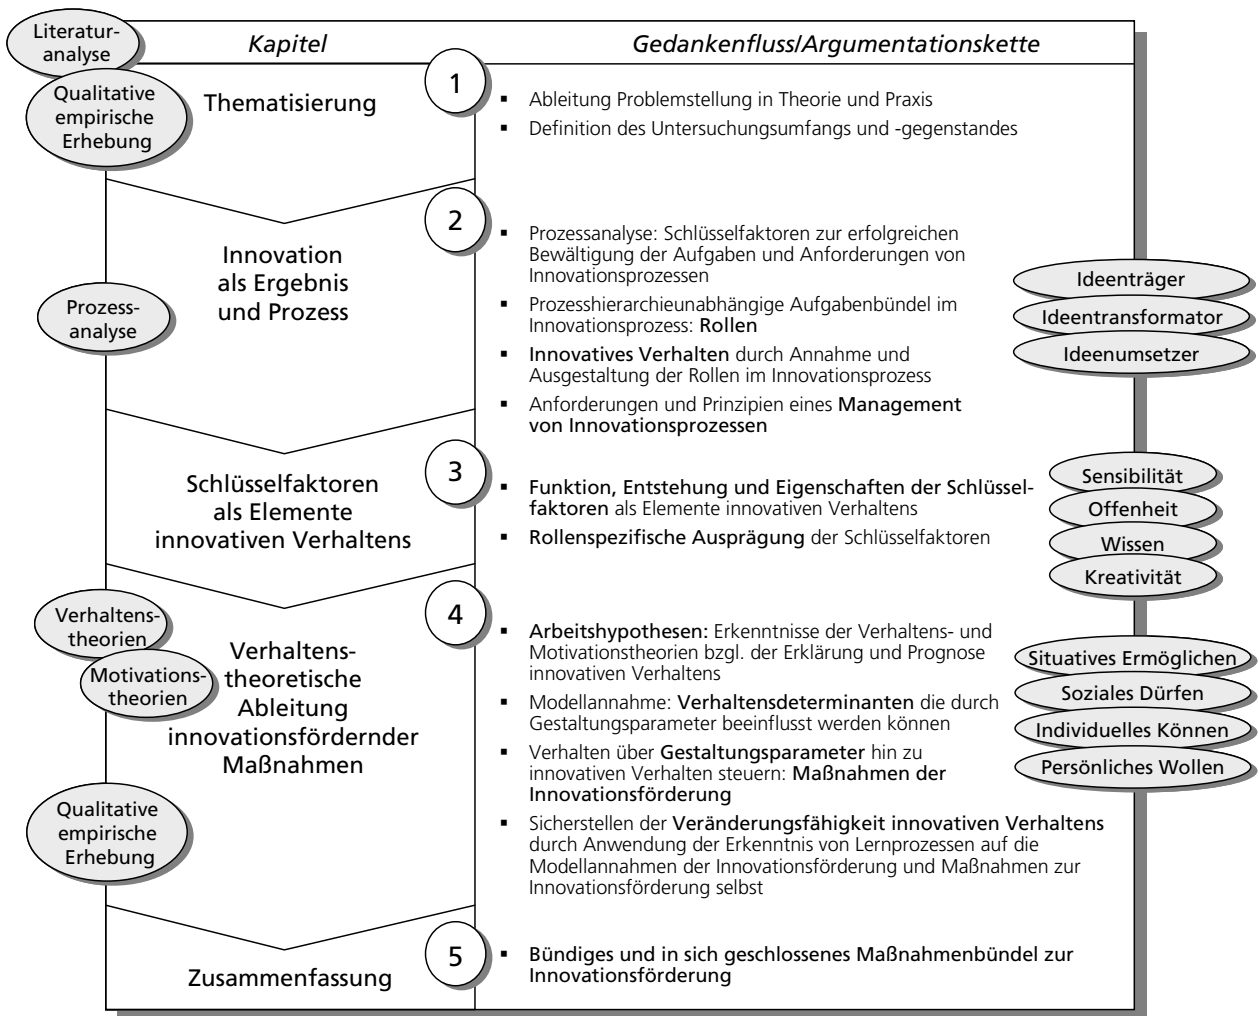 Literatur-
analyse
Kapitel
Gedankenfluss/Argumentationskette
Qualitative
empirische
Erhebung
Thematisierung
1
▪ Ableitung Problemstellung in Theorie und Praxis
▪ Definition des Untersuchungsumfangs und -gegenstandes
Innovation
als Ergebnis
und Prozess
Prozess-
analyse
2
▪ Prozessanalyse: Schlüsselfaktoren zur erfolgreichen
Bewältigung der Aufgaben und Anforderungen von
Innovationsprozessen
▪ Prozesshierarchieunabhängige Aufgabenbündel im
Innovationsprozess: Rollen
▪ Innovatives Verhalten durch Annahme und
Ausgestaltung der Rollen im Innovationsprozess
▪ Anforderungen und Prinzipien eines Management
von Innovationsprozessen
Ideenträger
Ideentransformator
Ideenumsetzer
Schlüsselfaktoren
als Elemente
innovativen Verhaltens
3
▪ Funktion, Entstehung und Eigenschaften der Schlüssel-
faktoren als Elemente innovativen Verhaltens
▪ Rollenspezifische Ausprägung der Schlüsselfaktoren
Sensibilität
Offenheit
Wissen
Kreativität
Verhaltens-
theorien
Motivations-
theorien
Verhaltens-
theoretische
Ableitung
innovationsfördernder
Maßnahmen
Qualitative
empirische
Erhebung
4
▪ Arbeitshypothesen: Erkenntnisse der Verhaltens- und
Motivationstheorien bzgl. der Erklärung und Prognose
innovativen Verhaltens
▪ Modellannahme: Verhaltensdeterminanten die durch
Gestaltungsparameter beeinflusst werden können
▪ Verhalten über Gestaltungsparameter hin zu
innovativen Verhalten steuern: Maßnahmen der
Innovationsförderung
▪ Sicherstellen der Veränderungsfähigkeit innovativen Verhaltens
durch Anwendung der Erkenntnis von Lernprozessen auf die
Modellannahmen der Innovationsförderung und Maßnahmen zur
Innovationsförderung selbst
Situatives Ermöglichen
Soziales Dürfen
Individuelles Können
Persönliches Wollen
Zusammenfassung
5
▪ Bündiges und in sich geschlossenes Maßnahmenbündel zur
Innovationsförderung